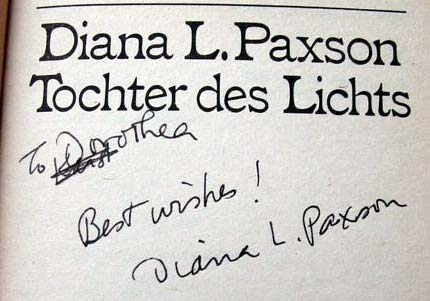 Diana L. Paxson
Tochter des Lichts
To Dorothea
Best wishes!
Diana L. Paxson